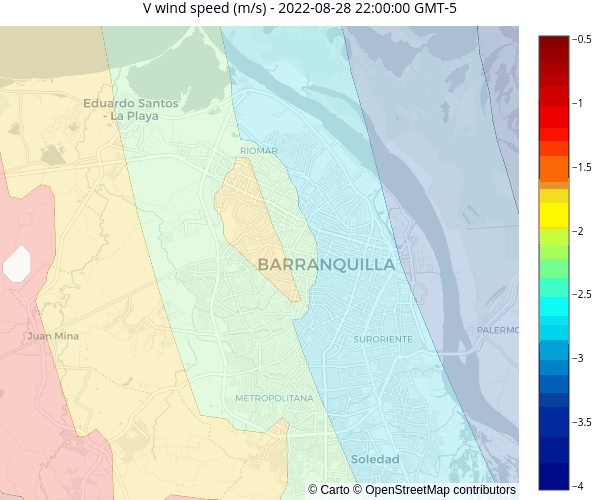 V wind speed (m/s) - 2022-08-28 22:00:00 GMT-5
Eduardo Santos
- La Playa
RIOMAR
BARRANQUILLA
Juan Mina
SURORIENTE
PALERMO
METROPOLITANA
Soledad
© Carto © OpenStreetMap contributors
−0.5
−1
−1.5
−2
−2.5
−3
−3.5
−4